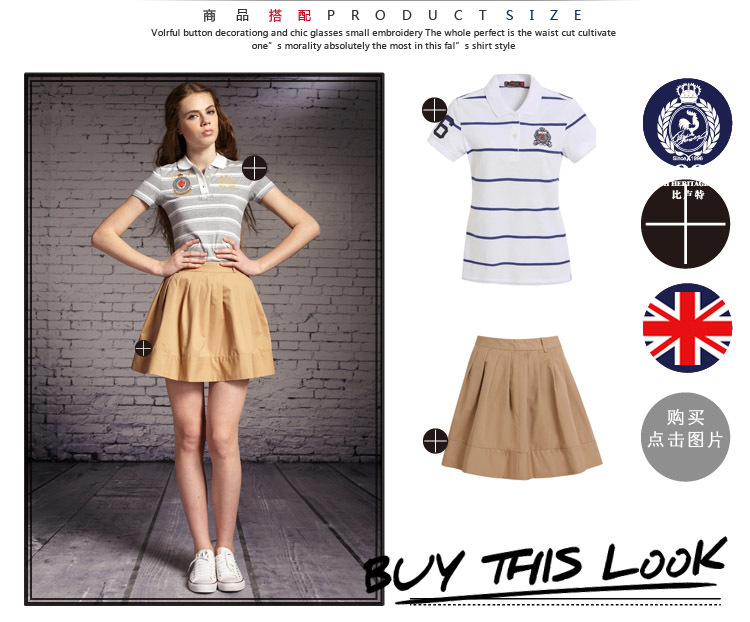 商 品 搭 配 PRODUCT SIZE
Volrful button decorationg and chic glasses small embroidery The whole perfect is the waist cut cultivate
one”s morality absolutely the most in this fal”s shirt style
Since 1996
HERITAGE
比卢特
购买
点击图片
BUY THIS LOOK